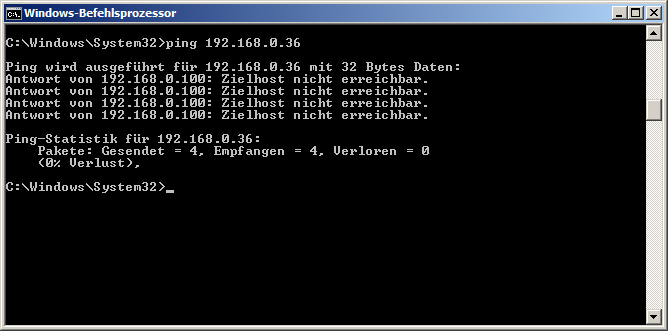 Windows-Befehlsprozessor
C:\Windows\System32>ping 192.168.0.36
Ping wird ausgeführt für 192.168.0.36 mit 32 Bytes Daten:
Antwort von 192.168.0.100: Zielhost nicht erreichbar.
Antwort von 192.168.0.100: Zielhost nicht erreichbar.
Antwort von 192.168.0.100: Zielhost nicht erreichbar.
Antwort von 192.168.0.100: Zielhost nicht erreichbar.
Ping-Statistik für 192.168.0.36:
Pakete: Gesendet = 4, Empfangen = 4, Verloren = 0
(0% Verlust),
C:\Windows\System32>_